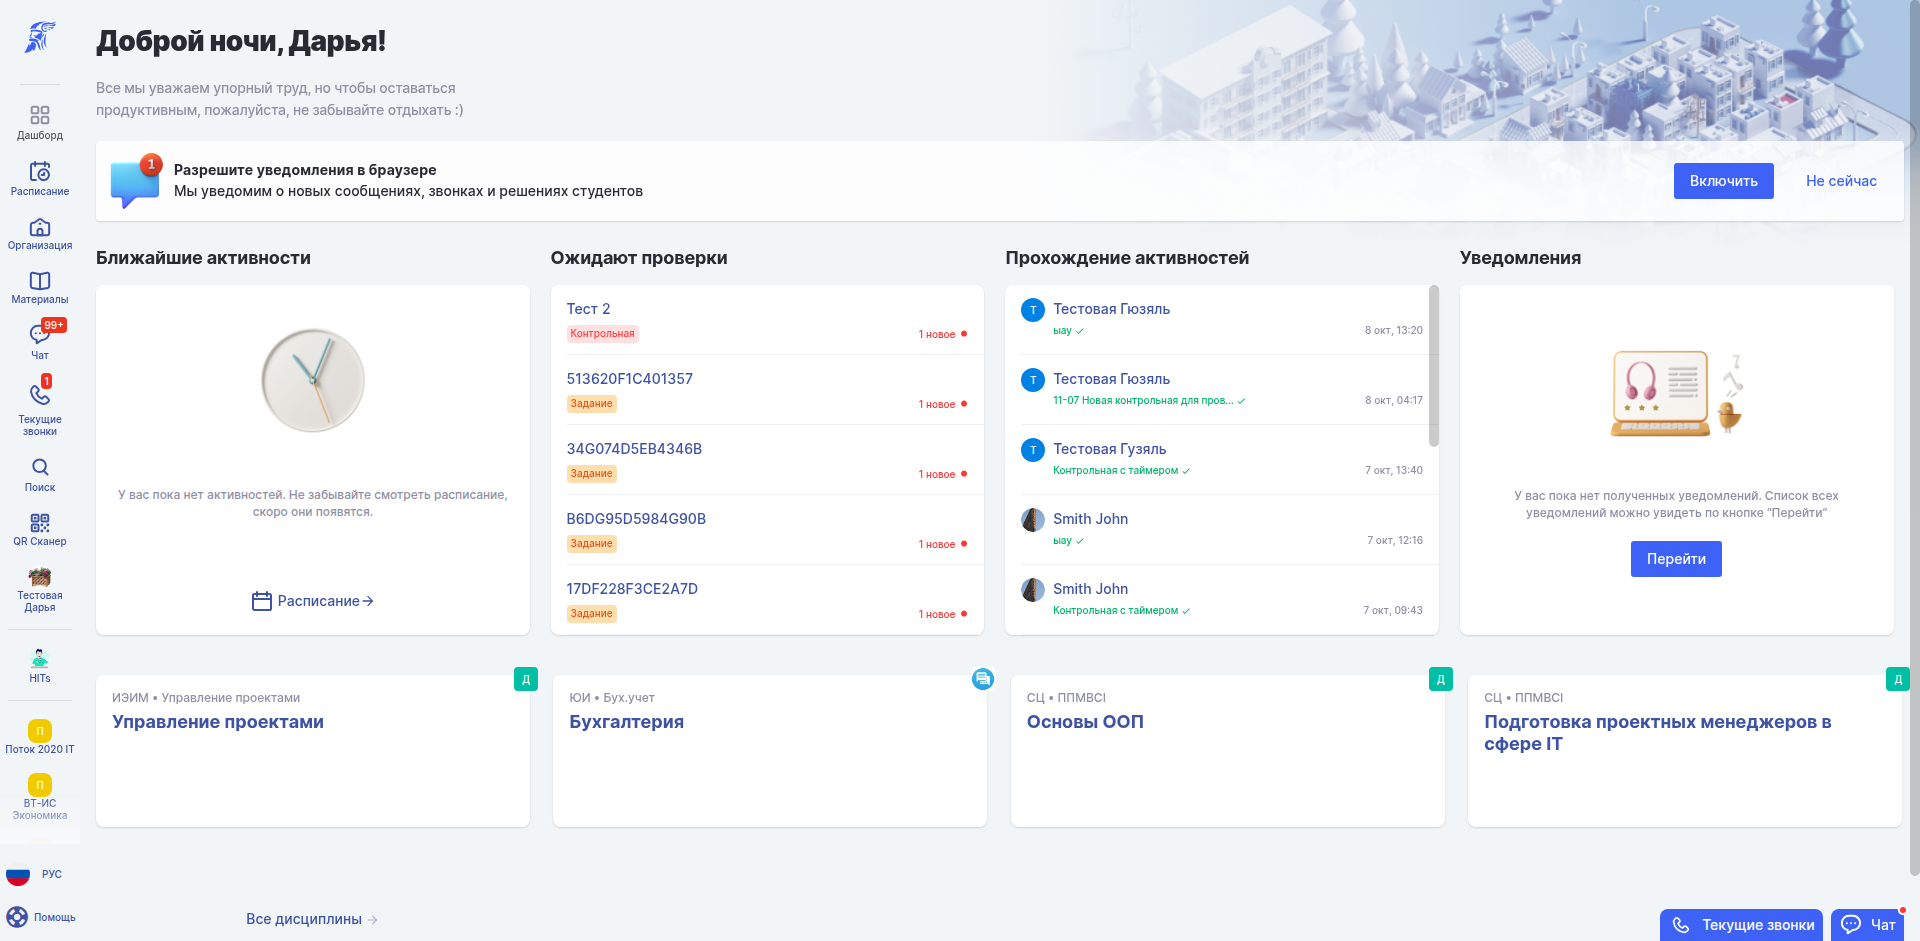 Доброй ночи, Дарья!
Все мы уважаем упорный труд, но чтобы оставаться
продуктивным, пожалуйста, не забывайте отдыхать :)
1
Разрешите уведомления в браузере
Мы уведомим о новых сообщениях, звонках и решениях студентов
Включить
Не сейчас
Дашборд
Расписание
Организация
Материалы
99+
Чат
1
Текущие
звонки
Поиск
QR Сканер
Тестовая
Дарья
HITs
П
Поток 2020 IT
П
ВТ-ИС
Экономика
РУС
Помощь
Ближайшие активности
У вас пока нет активностей. Не забывайте смотреть расписание,
скоро они появятся.
Расписание
Ожидают проверки
Тест 2
Контрольная
1 новое
513620F1C401357
Задание
1 новое
34G074D5EB4346B
Задание
1 новое
B6DG95D5984G90B
Задание
1 новое
17DF228F3CE2A7D
Задание
1 новое
Прохождение активностей
Т
Тестовая Гюзяль
ыау
8 окт, 13:20
Т
Тестовая Гюзяль
11-07 Новая контрольная для пров...
8 окт, 04:17
Т
Тестовая Гузяль
Контрольная с таймером
7 окт, 13:40
Smith John
ыау
7 окт, 12:16
Smith John
Контрольная с таймером
7 окт, 09:43
Уведомления
У вас пока нет полученных уведомлений. Список всех
уведомлений можно увидеть по кнопке “Перейти”
Перейти
Д
ИЭИМ • Управление проектами
Управление проектами
ЮИ • Бух.учет
Бухгалтерия
Д
СЦ • ППМВСІ
Основы ООП
Д
СЦ • ППМВСІ
Подготовка проектных менеджеров в
сфере IT
Все дисциплины
Текущие звонки
Чат